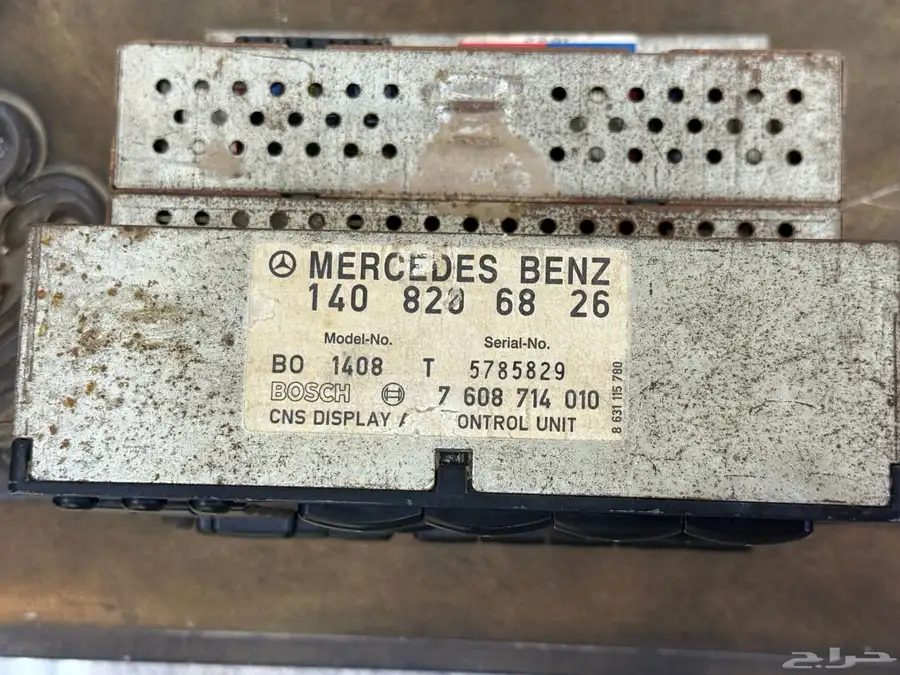 MERCEDES BENZ
140 820 68 26
Model-No. Serial-No.
BO 1408 T 5785829
BOSCH 7 608 714 010
CNS DISPLAY A ONTROL UNIT
8 631 115 780
حراج